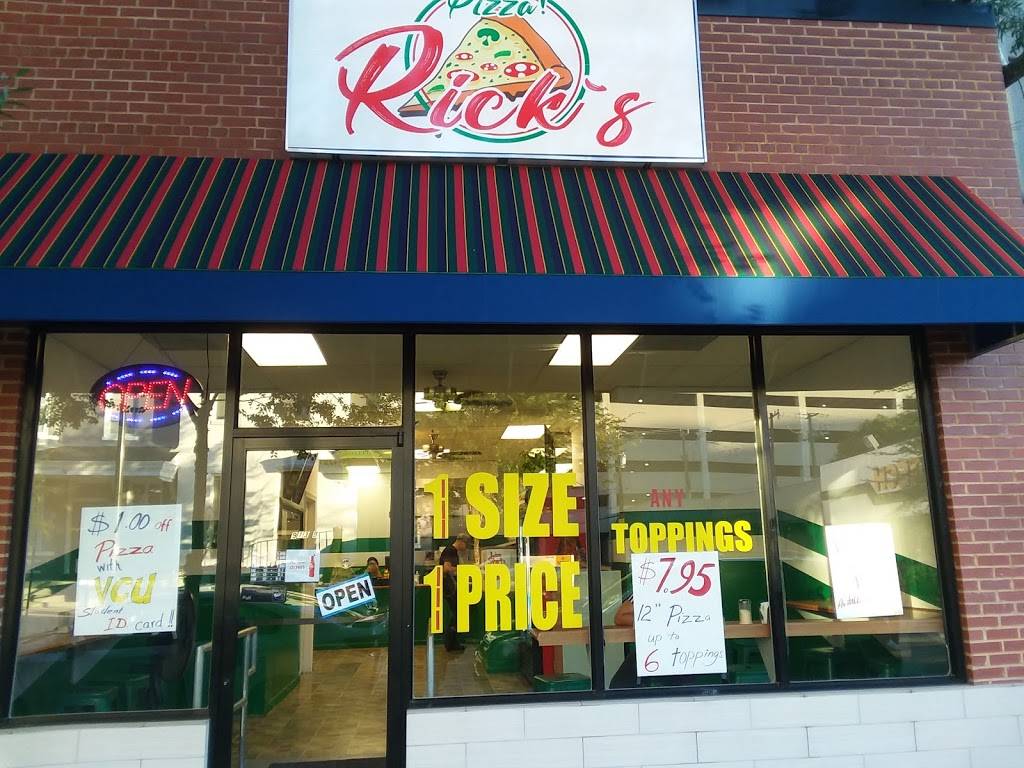 Pizza!
Rick's
OPEN
$1.00 off
Pizza
with
VCU
Student
ID card!!
OPEN
1 SIZE
1 PRICE
ANY
TOPPINGS
$7.95
12" Pizza
up to
6 toppings